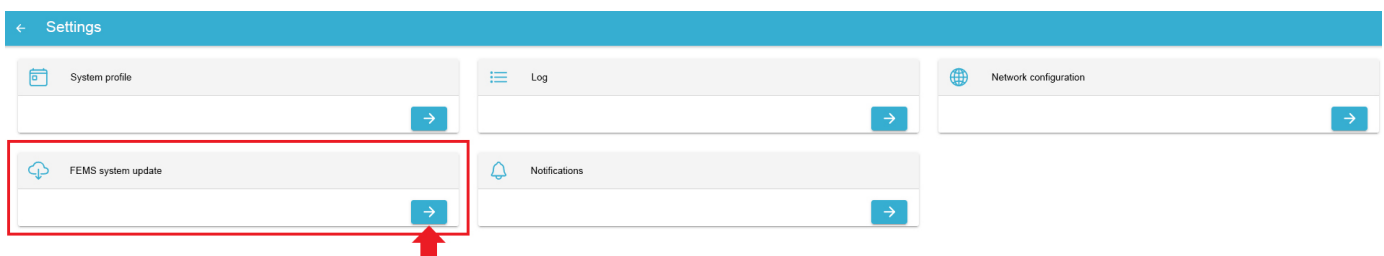 Settings
System profile
Log
Network configuration
FEMS system update
Notifications